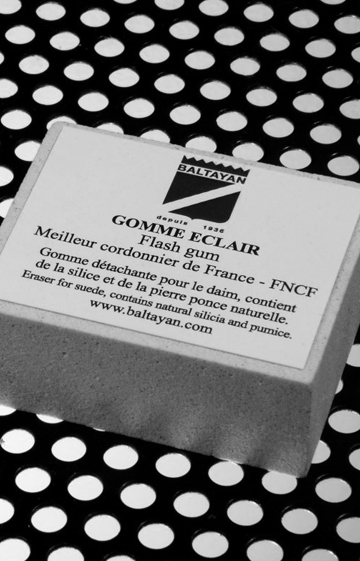 BALTAYAN
depuis 1936
GOMME ECLAIR
Flash gum
Meilleur cordonnier de France - FNCF
Gomme détachante pour le daim, contient
de la silice et de la pierre ponce naturelle.
Eraser for suede, contains natural silicia and pumice.
www.baltayan.com